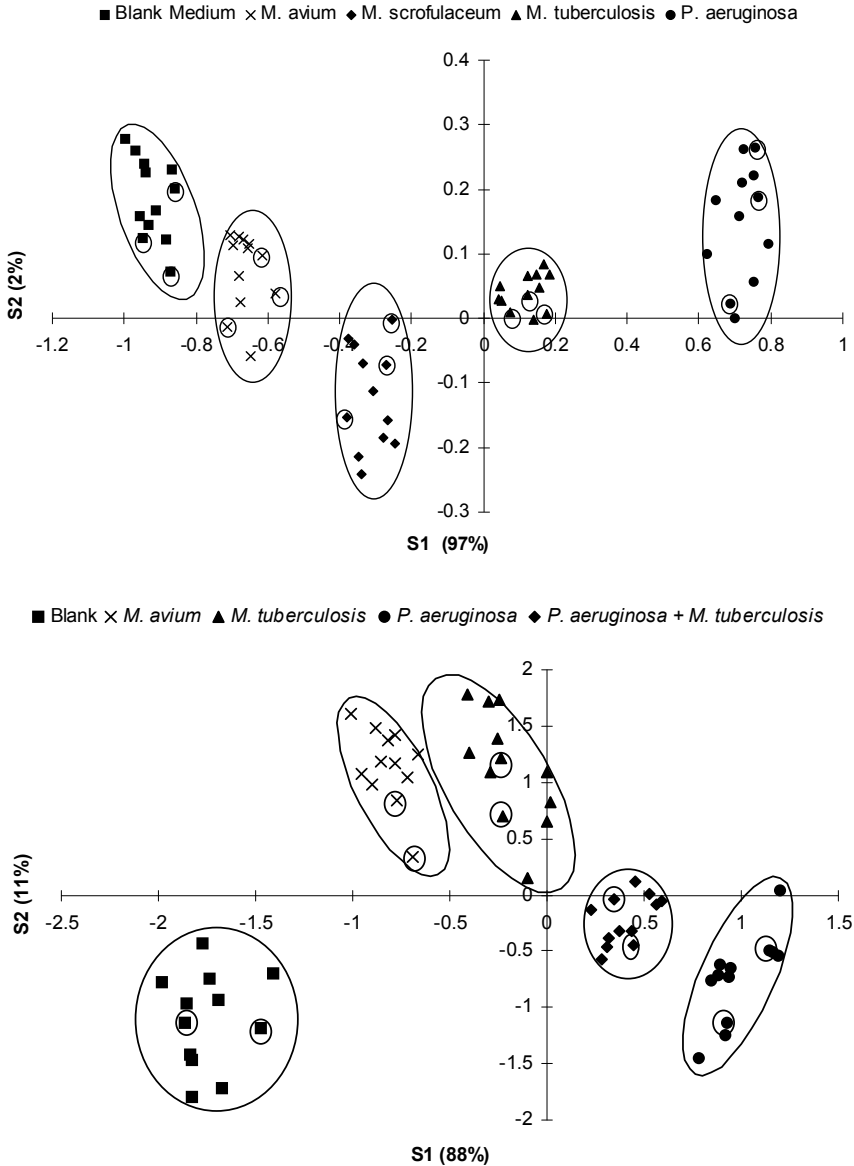 ■ Blank Medium × M. avium ◆ M. scrofulaceum ▲ M. tuberculosis ● P. aeruginosa
0.4
0.3
0.2
0.1
0
-0.1
-0.2
-0.3
-1.2 -1 -0.8 -0.6 -0.4 -0.2 0 0.2 0.4 0.6 0.8 1
S2 (2%)
S1 (97%)
■ Blank × M. avium ▲ M. tuberculosis ● P. aeruginosa ◆ P. aeruginosa + M. tuberculosis
2
1.5
1
0.5
0
-0.5
-1
-1.5
-2
-2.5 -2 -1.5 -1 -0.5 0 0.5 1 1.5
S2 (11%)
S1 (88%)